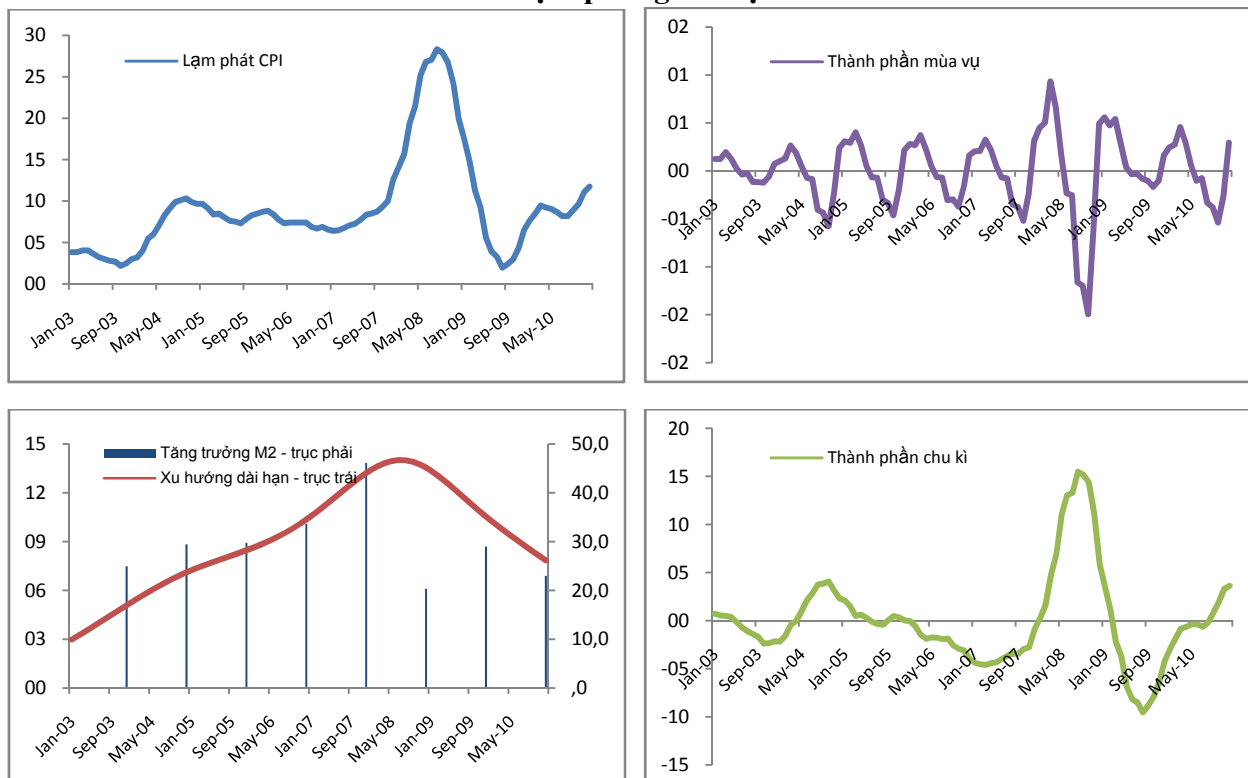 30
25
20
15
10
05
00
Lạm phát CPI
Jan-03
Sep-03
May-04
Jan-05
Sep-05
May-06
Jan-07
Sep-07
May-08
Jan-09
Sep-09
May-10
02
01
01
00
-01
-01
-02
-02
Thành phần mùa vụ
Jan-03
Sep-03
May-04
Jan-05
Sep-05
May-06
Jan-07
Sep-07
May-08
Jan-09
Sep-09
May-10
15
12
09
06
03
00
Tăng trưởng M2 - trục phải
Xu hướng dài hạn - trục trái
50,0
40,0
30,0
20,0
10,0
,0
Jan-03
Sep-03
May-04
Jan-05
Sep-05
May-06
Jan-07
Sep-07
May-08
Jan-09
Sep-09
May-10
20
15
10
05
00
-05
-10
-15
Thành phần chu kì
Jan-03
Sep-03
May-04
Jan-05
Sep-05
May-06
Jan-07
Sep-07
May-08
Jan-09
Sep-09
May-10